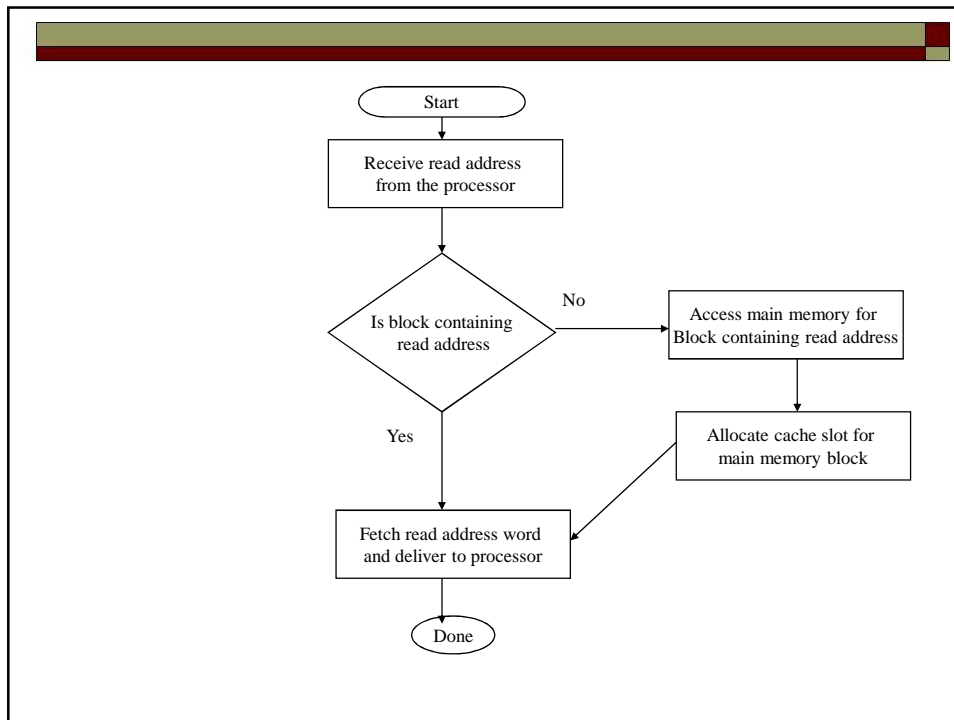 Start
Receive read address
from the processor
Is block containing
read address
No
Access main memory for
Block containing read address
Yes
Allocate cache slot for
main memory block
Fetch read address word
and deliver to processor
Done